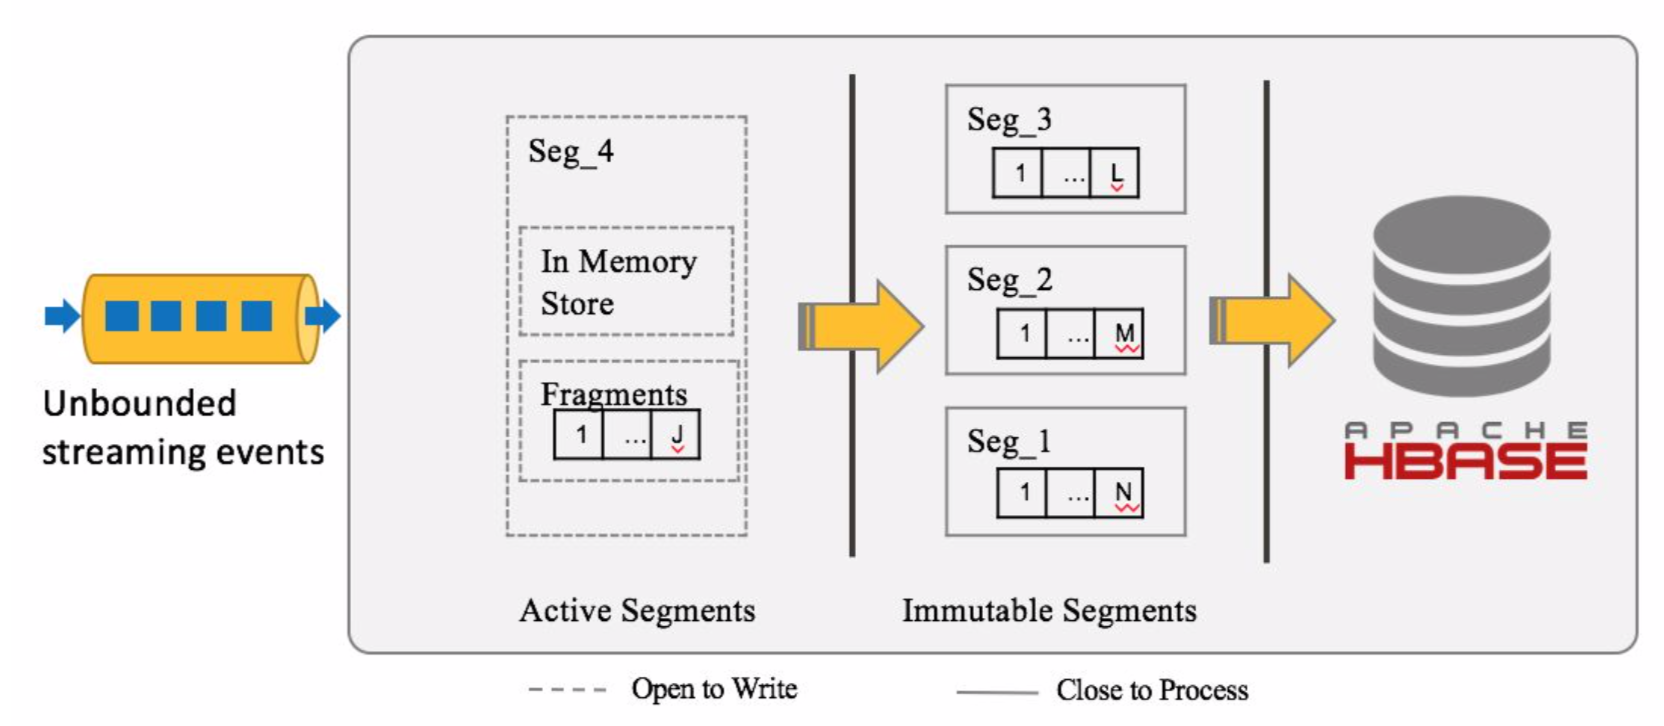 Unbounded
streaming events
Seg_4
In Memory
Store
Fragments
1 ... J
Active Segments
Seg_3
1 ... L
Seg_2
1 ... M
Seg_1
1 ... N
Immutable Segments
APACHE
HBASE
Open to Write
Close to Process